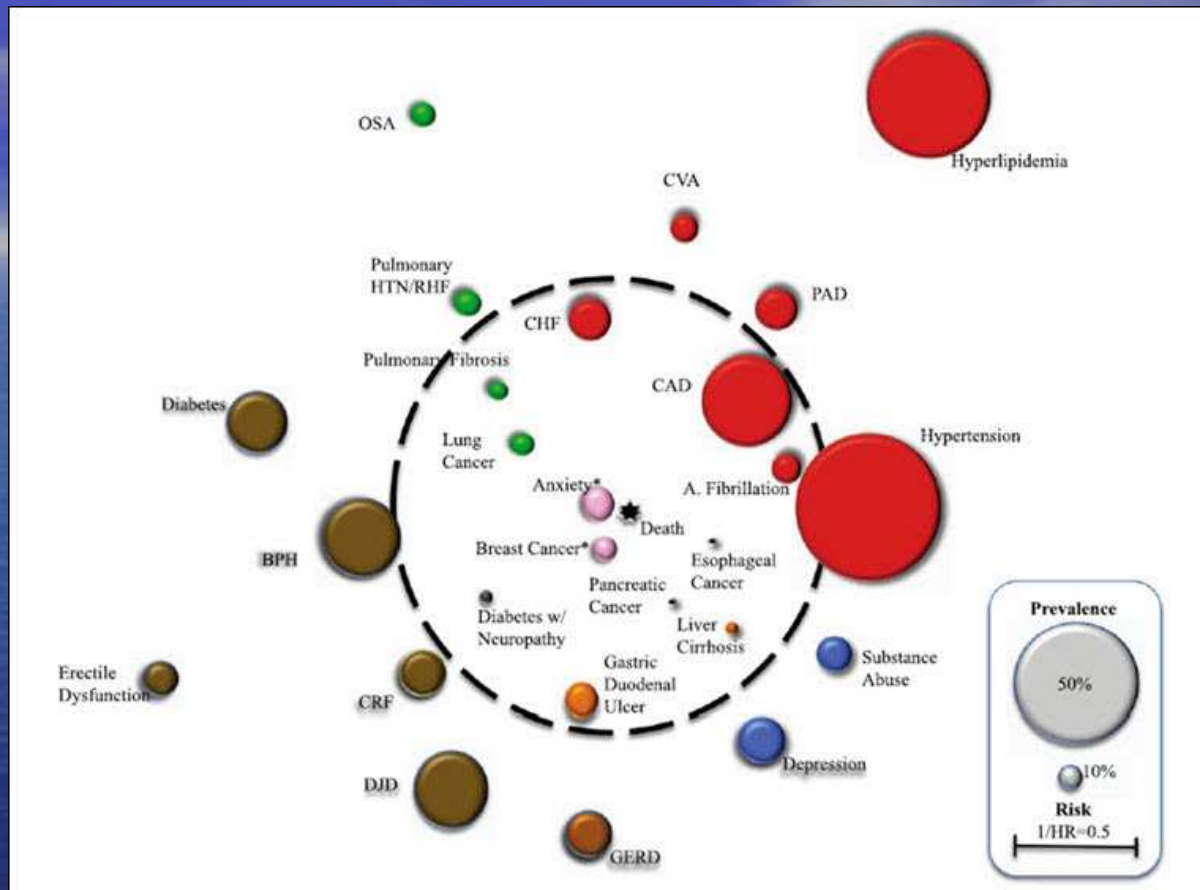 OSA
Hyperlipidemia
CVA
Pulmonary
HTN/RHF
PAD
CHF
Pulmonary Fibrosis
CAD
Diabetes
Hypertension
Lung
Cancer
Anxiety*
A. Fibrillation
Death
Breast Cancer*
Esophageal
Cancer
BPH
Pancreatic
Cancer
Diabetes w/
Neuropathy
Liver
Cirrhosis
Prevalence
50%
10%
Risk
1/HR=0.5
Substance
Abuse
Gastric
Duodenal
Ulcer
Erectile
Dysfunction
CRF
Depression
DJD
GERD